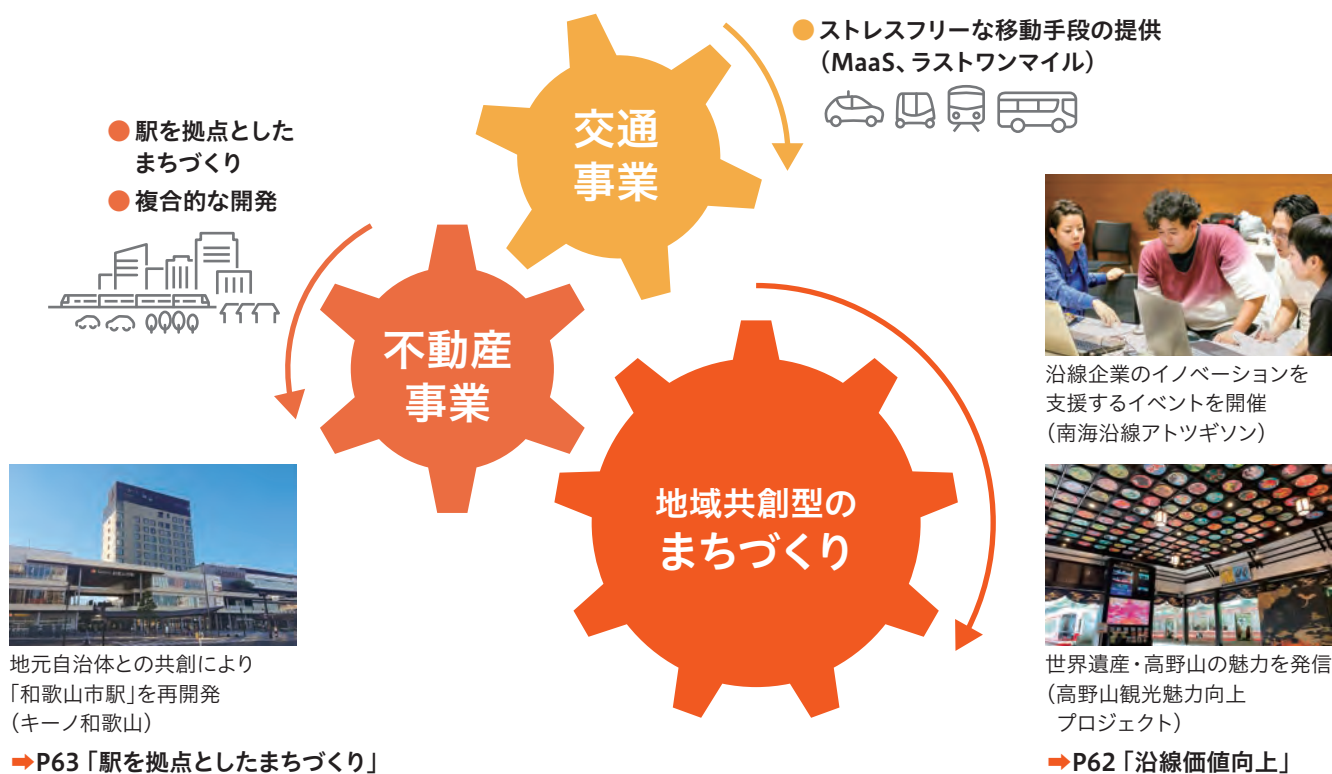 ● ストレスフリーな移動手段の提供
（MaaS、ラストワンマイル）
交通
事業
● 駅を拠点とした
まちづくり
● 複合的な開発
不動産
事業
地域共創型の
まちづくり
沿線企業のイノベーションを
支援するイベントを開催
（南海沿線アトツギソン）
地元自治体との共創により
「和歌山市駅」を再開発
（キーノ和歌山）
➡P63「駅を拠点としたまちづくり」
世界遺産・高野山の魅力を発信
（高野山観光魅力向上
プロジェクト）
➡P62「沿線価値向上」